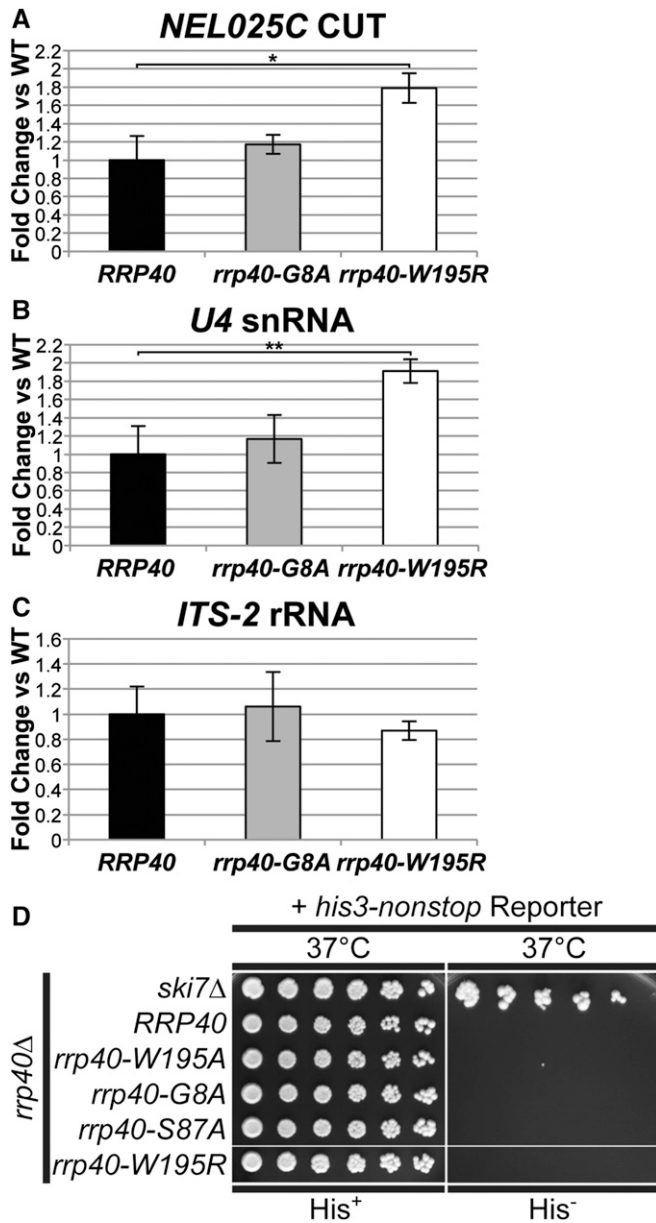 A
NEL025C CUT
Fold Change vs WT
2.2
2
1.8
1.6
1.4
1.2
1
0.8
0.6
0.4
0.2
0
*
RRP40 rrp40-G8A rrp40-W195R
B
U4 snRNA
Fold Change vs WT
2.2
2
1.8
1.6
1.4
1.2
1
0.8
0.6
0.4
0.2
0
**
RRP40 rrp40-G8A rrp40-W195R
C
ITS-2 rRNA
Fold Change vs WT
1.6
1.4
1.2
1
0.8
0.6
0.4
0.2
0
RRP40 rrp40-G8A rrp40-W195R
D
+ his3-nonstop Reporter
37°C 37°C
rrp40Δ
ski7Δ
RRP40
rrp40-W195A
rrp40-G8A
rrp40-S87A
rrp40-W195R
His+ His-